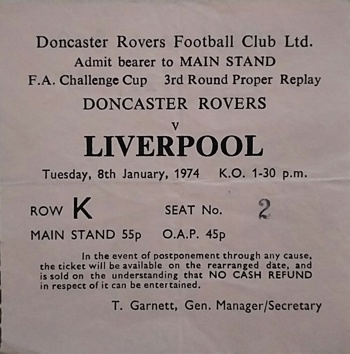 Doncaster Rovers Football Club Ltd.
Admit bearer to MAIN STAND
F.A. Challenge Cup 3rd Round Proper Replay
DONCASTER ROVERS
v
LIVERPOOL
Tuesday, 8th January, 1974 K.O. 1-30 p.m.
ROW K SEAT No. 2
MAIN STAND 55p O.A.P. 45p
In the event of postponement through any cause,
the ticket will be available on the rearranged date, and
is sold on the understanding that NO CASH REFUND
in respect of it can be entertained.
T. Garnett, Gen. Manager/Secretary